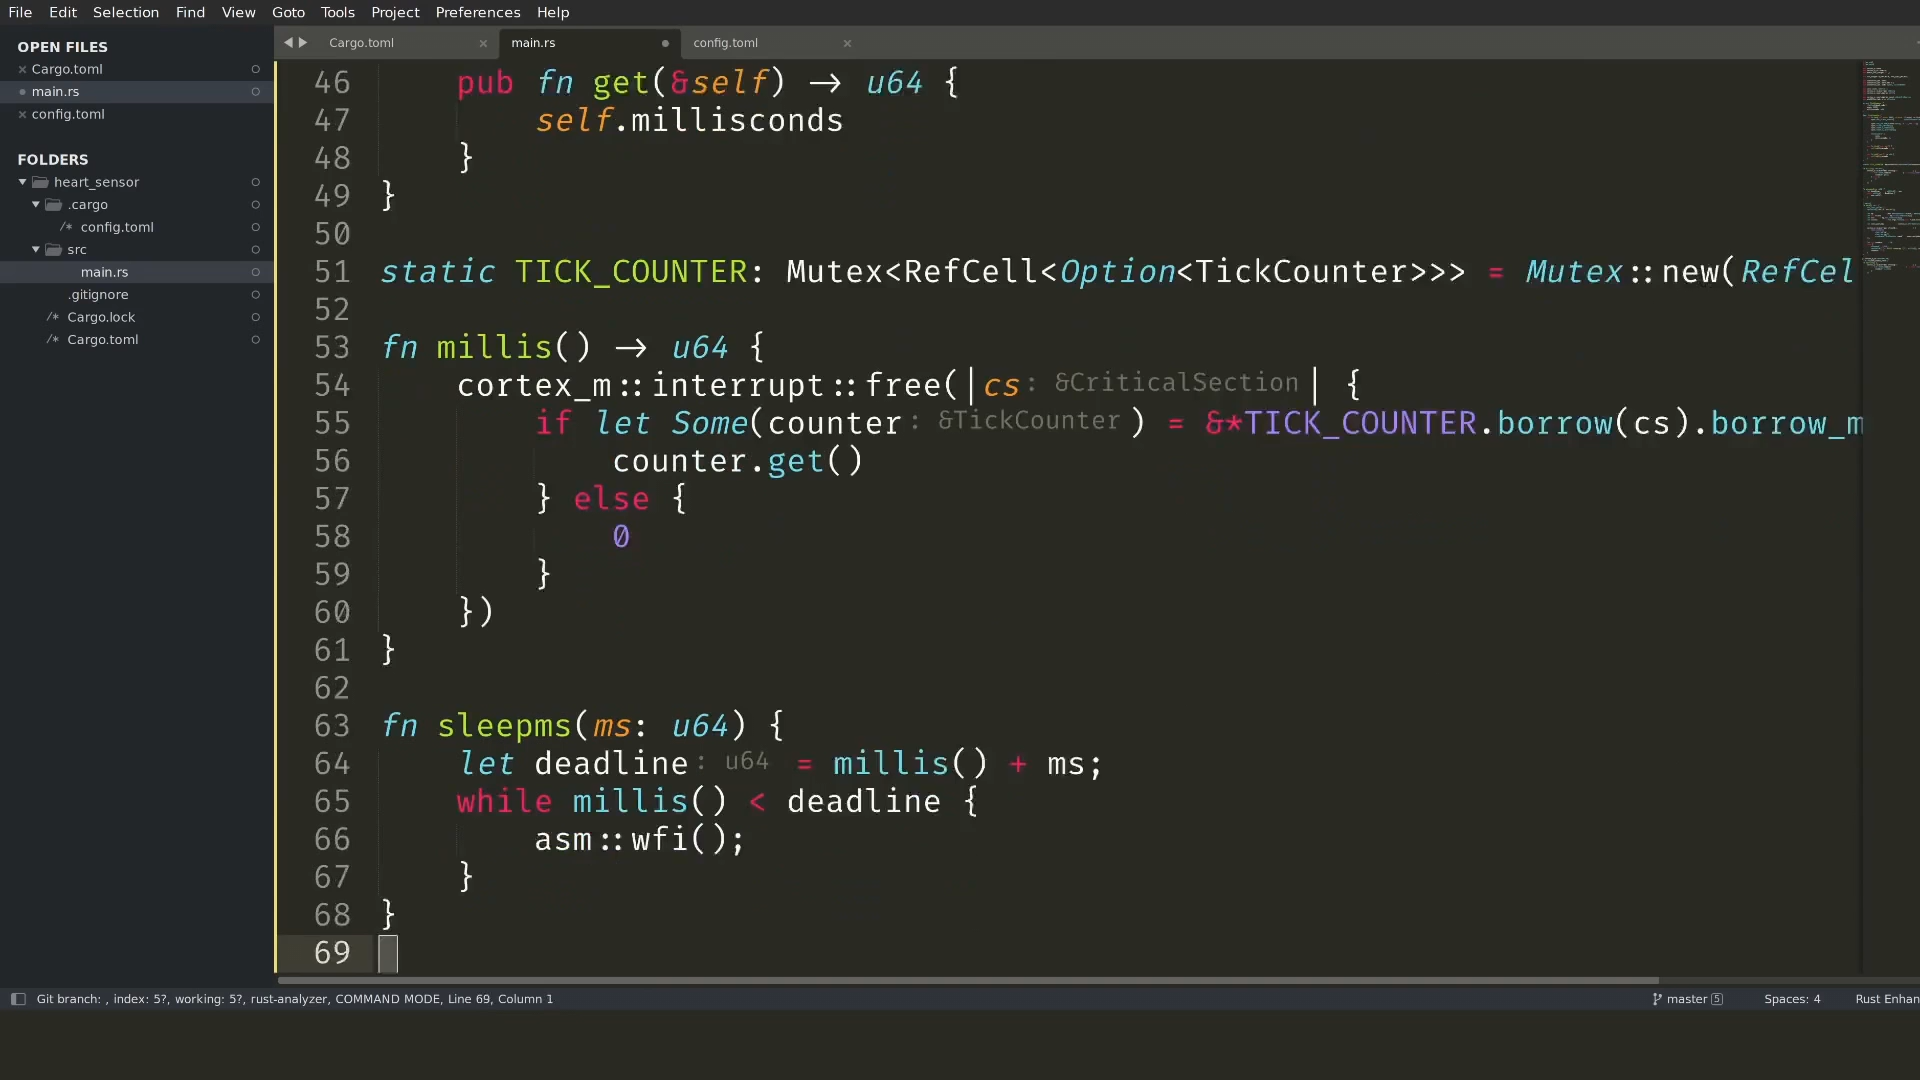 File Edit Selection Find View Goto Tools Project Preferences Help
OPEN FILES
Cargo.toml
main.rs
config.toml
FOLDERS
heart_sensor
.cargo
/* config.toml
src
main.rs
.gitignore
/* Cargo.lock
/* Cargo.toml
Cargo.toml × main.rs config.toml ×
46 pub fn get(&self) -> u64 {
47 self.millisconds
48 }
49 }
50
51 static TICK_COUNTER: Mutex<RefCell<Option<TickCounter>>> = Mutex::new(RefCel
52
53 fn millis() -> u64 {
54 cortex_m::interrupt::free(|cs: &CriticalSection| {
55 if let Some(counter: &TickCounter) = &*TICK_COUNTER.borrow(cs).borrow_m
56 counter.get()
57 } else {
58 0
59 }
60 })
61 }
62
63 fn sleepms(ms: u64) {
64 let deadline: u64 = millis() + ms;
65 while millis() < deadline {
66 asm::wfi();
67 }
68 }
69
Git branch: , index: 5?, working: 5?, rust-analyzer, COMMAND MODE, Line 69, Column 1 master 5 Spaces: 4 Rust Enhan